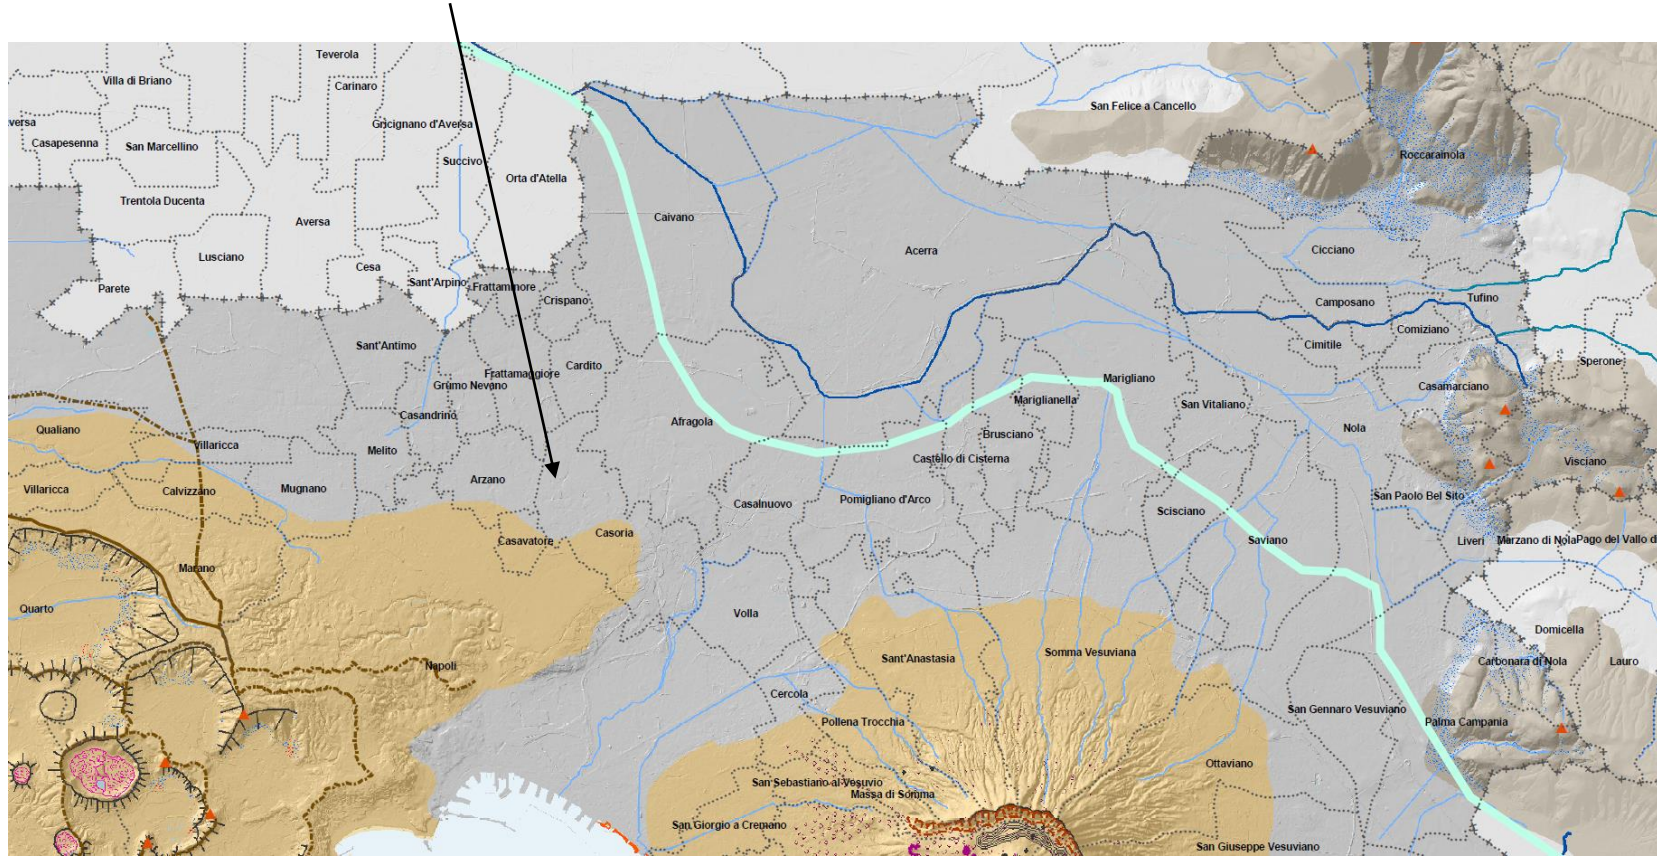 Teverola
Villa di Briano
Carinaro
San Felice a Cancello
versa
Gricignano d'Aversa
Casapesenna
San Marcellino
Succivo
Roccarainola
Orta d'Atella
Trentola Ducenta
Aversa
Caivano
Acerra
Cicciano
Lusciano
Cesa
Sant'Arpino
Parete
Frattaminore
Crispano
Camposano
Tufino
Comiziano
Sant'Antimo
Cimitile
Cardito
Sperone
Frattamaggiore
Grumo Nevano
Marigliano
Casamarciano
Mariglianella
San Vitaliano
Casandrino
Afragola
Qualiano
Nola
Brusciano
Villaricca
Melito
Castello di Cisterna
Visciano
Arzano
Villaricca
Calvizzano
Mugnano
Pomigliano d'Arco
San Paolo Bel Sito
Casalnuovo
Scisciano
Casoria
Casavatore
Saviano
Liveri
Marzano di Nola
Pago del Vallo d
Marano
Quarto
Volla
Domicella
Sant'Anastasia
Somma Vesuviana
Carbonara di Nola
Lauro
Napoli
Cercola
San Gennaro Vesuviano
Pollena Trocchia
Palma Campania
Ottaviano
San Sebastiano al Vesuvio
Massa di Somma
San Giorgio a Cremano
San Giuseppe Vesuviano